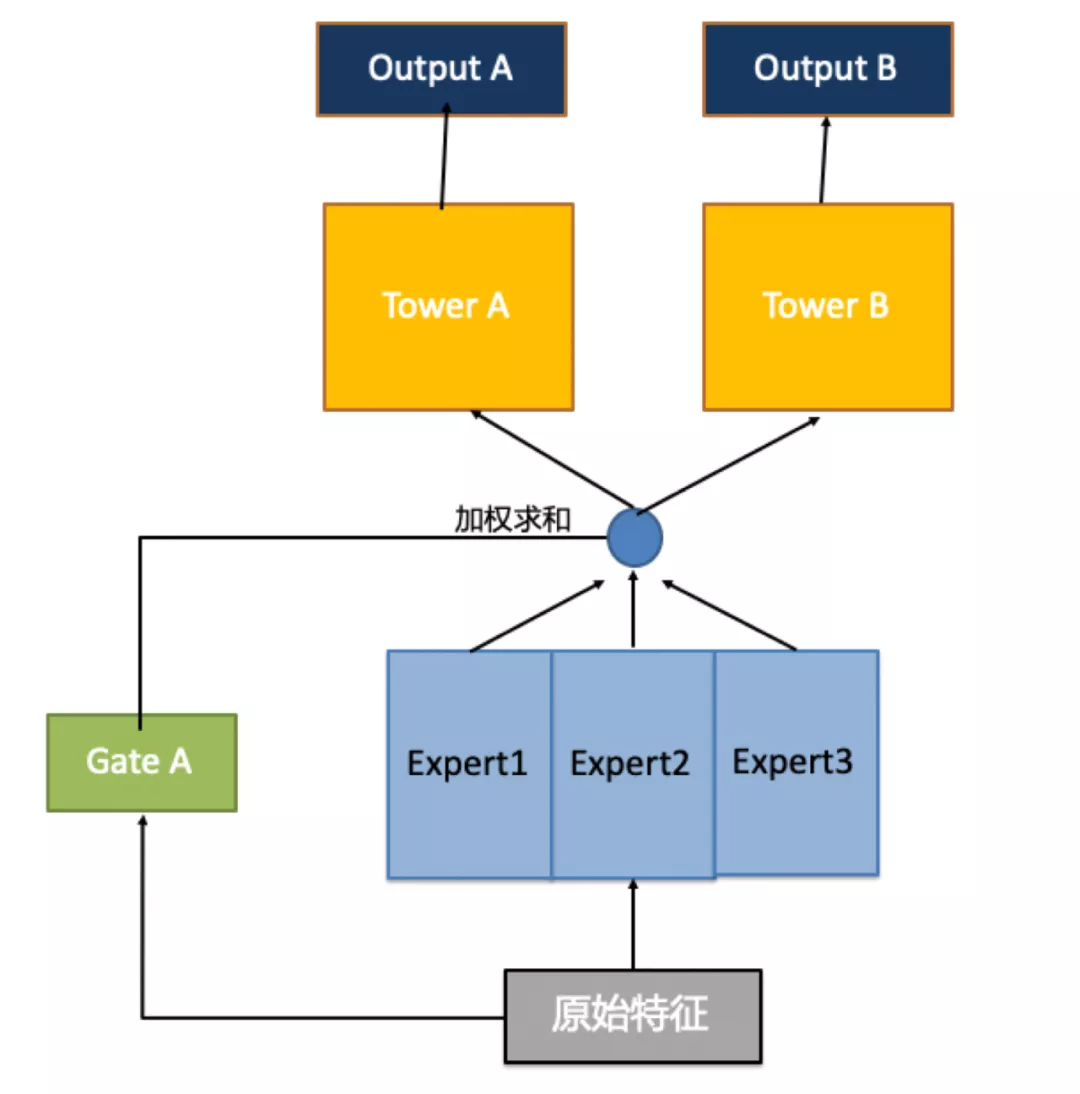 Output A
Output B
Tower A
Tower B
加权求和
Gate A
Expert1
Expert2
Expert3
原始特征